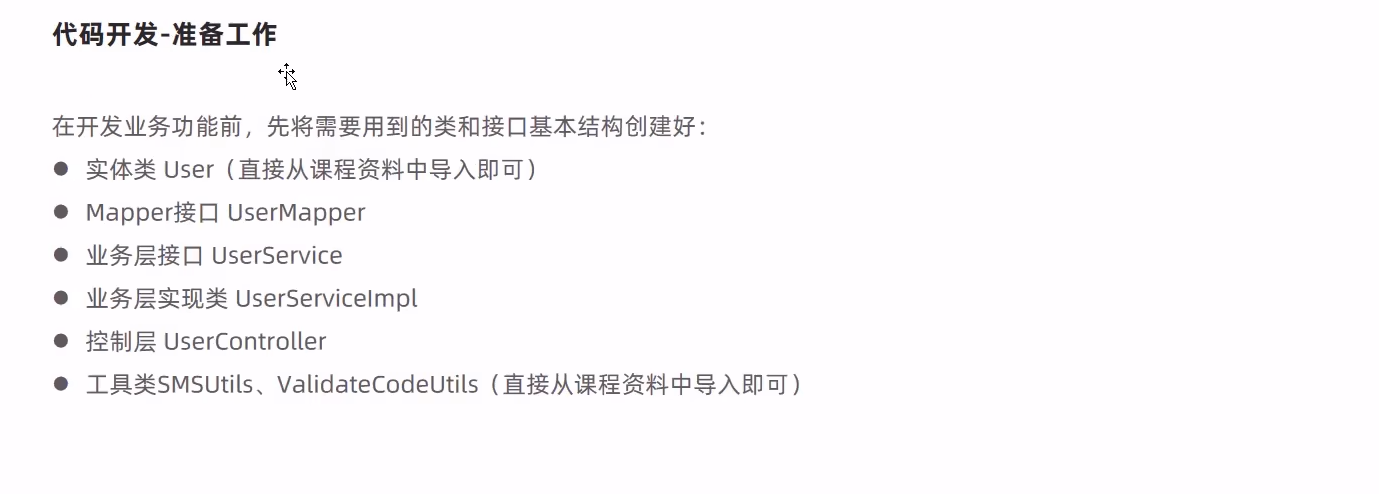 代码开发-准备工作
在开发业务功能前，先将需要用到的类和接口基本结构创建好：
● 实体类 User（直接从课程资料中导入即可）
● Mapper接口 UserMapper
● 业务层接口 UserService
● 业务层实现类 UserServiceImpl
● 控制层 UserController
● 工具类SMSUtils、ValidateCodeUtils（直接从课程资料中导入即可）